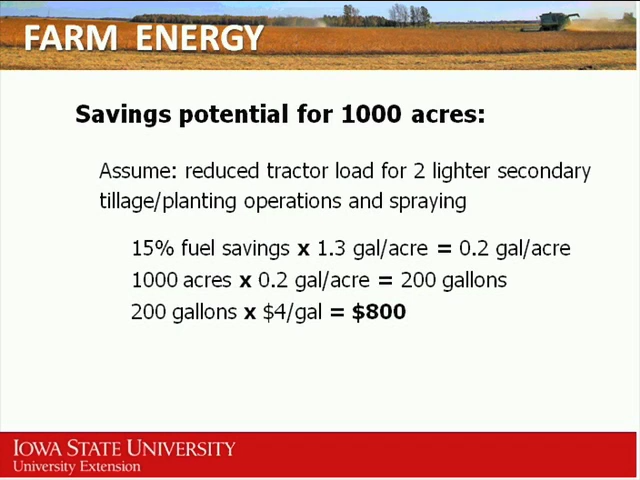 FARM ENERGY
Savings potential for 1000 acres:
Assume: reduced tractor load for 2 lighter secondary
tillage/planting operations and spraying
15% fuel savings x 1.3 gal/acre = 0.2 gal/acre
1000 acres x 0.2 gal/acre = 200 gallons
200 gallons x $4/gal = $800
IOWA STATE UNIVERSITY
University Extension